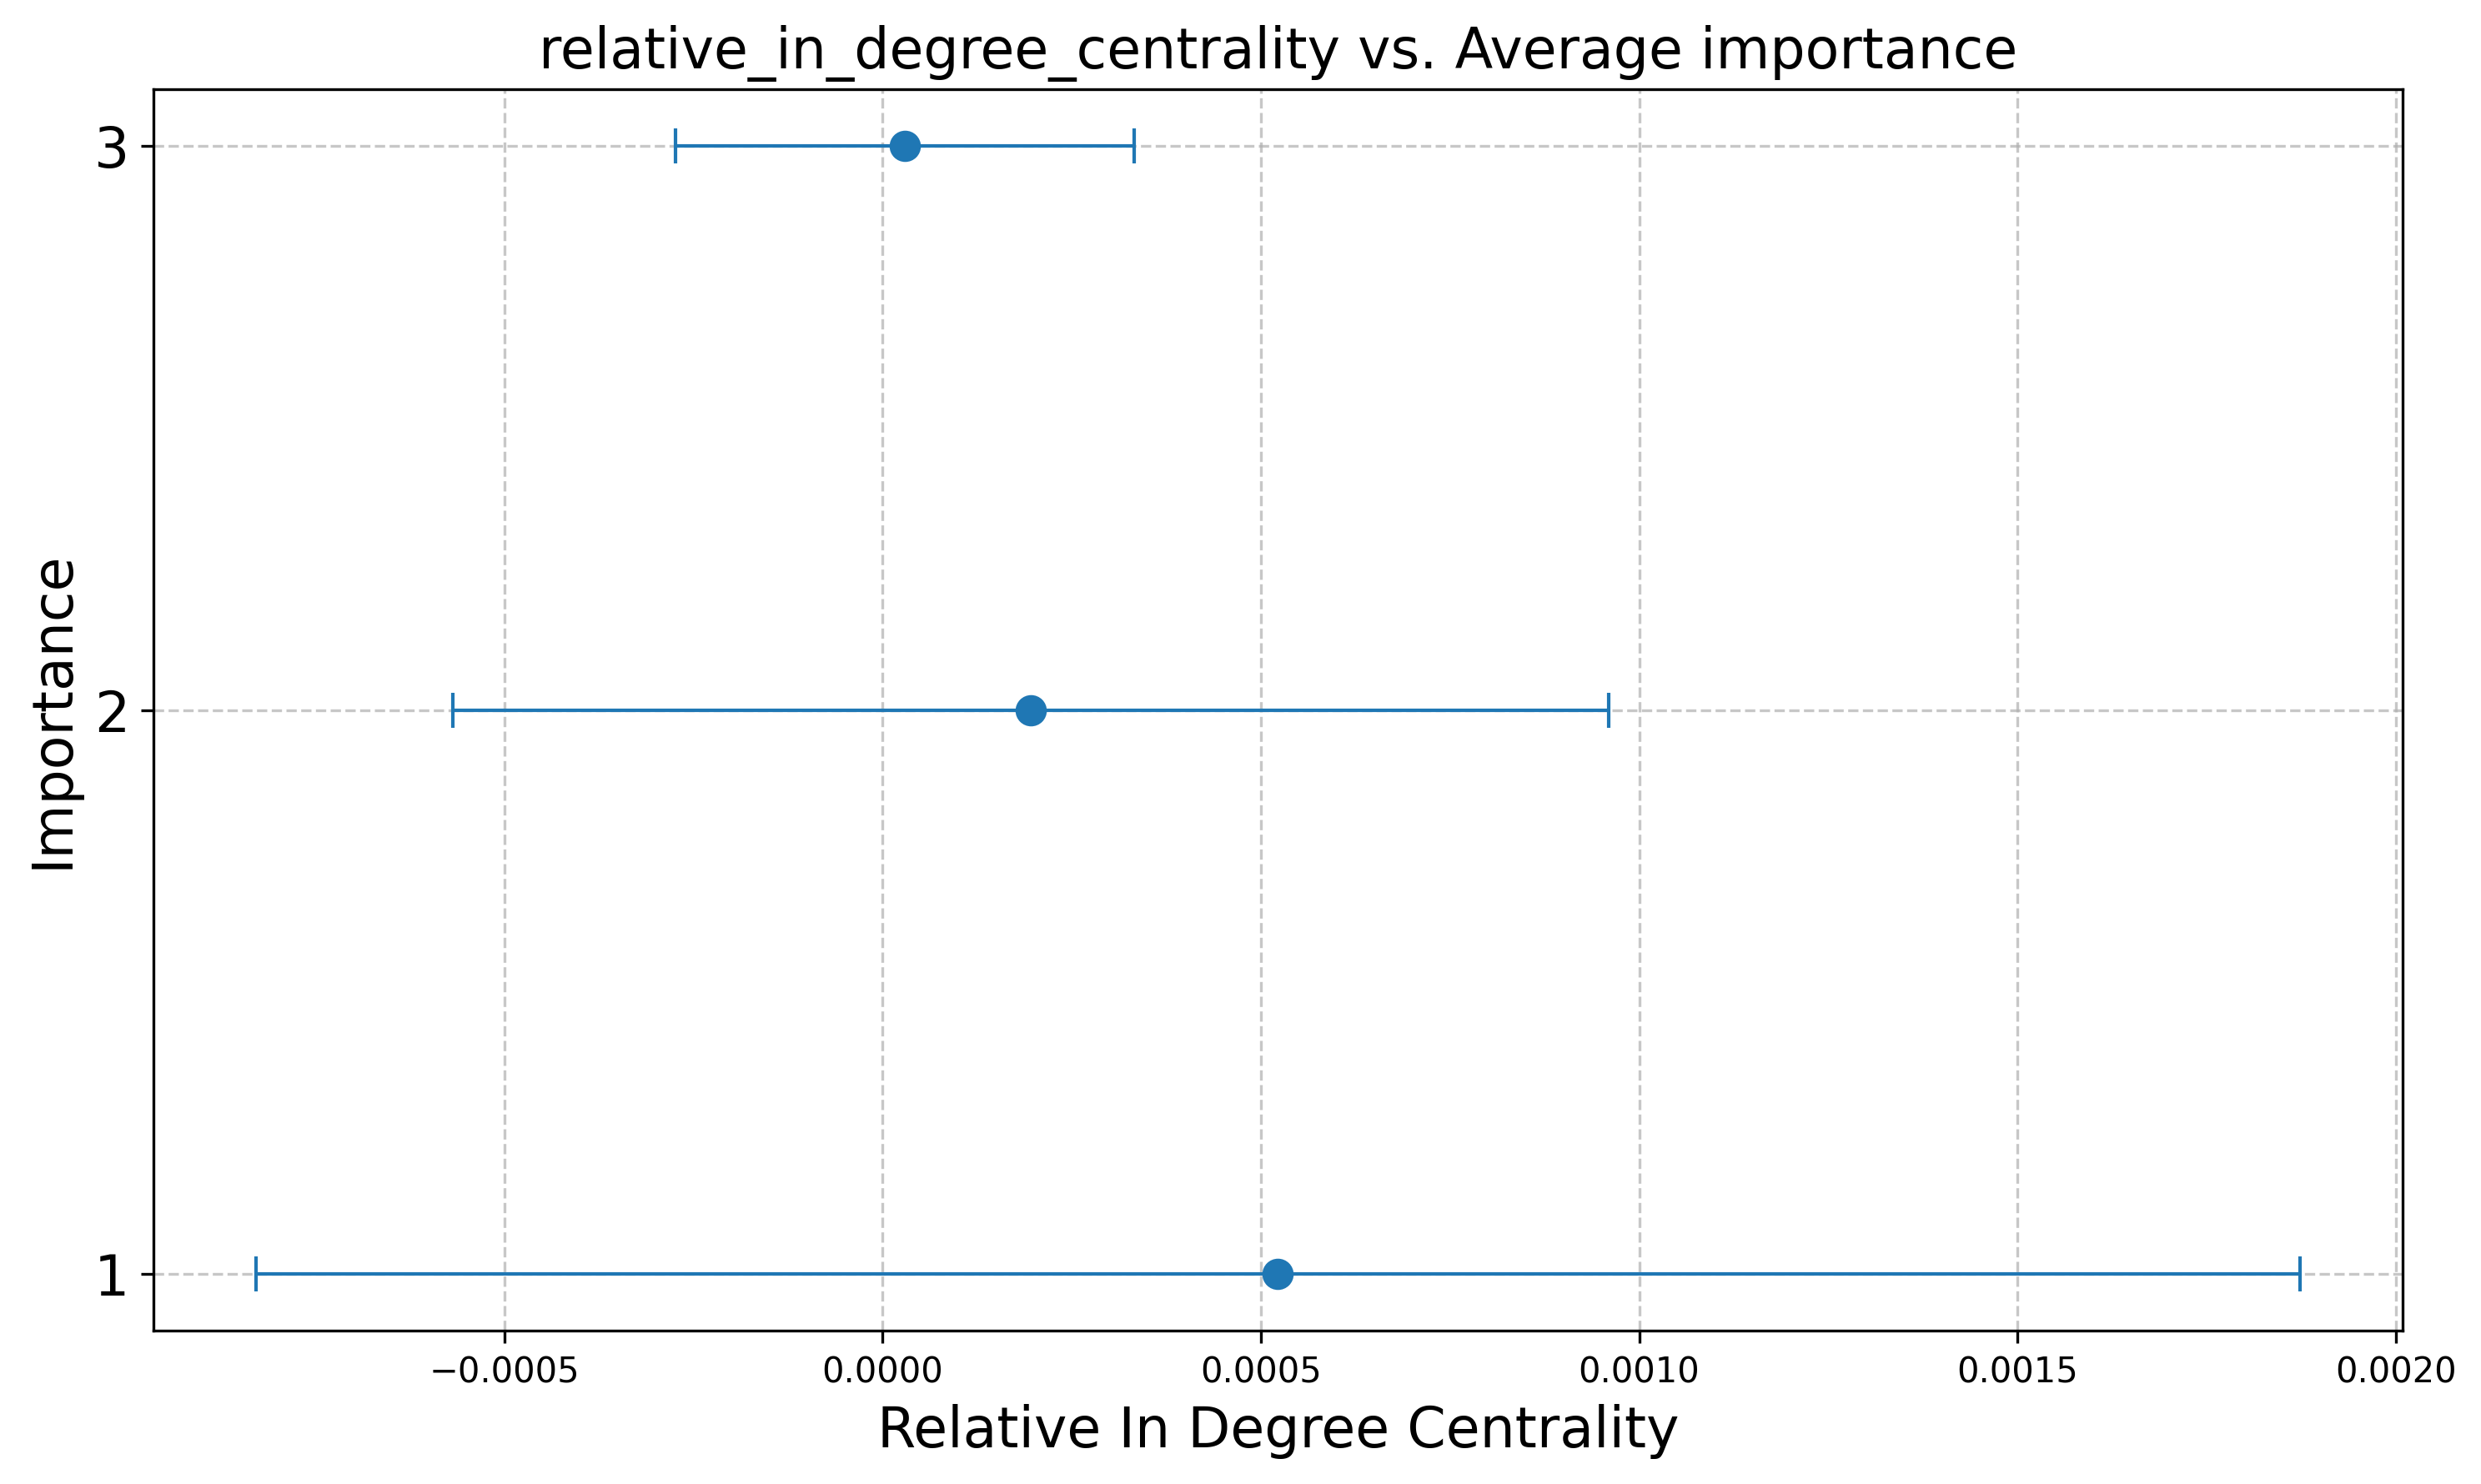 relative_in_degree_centrality vs. Average importance
3
2
1
Importance
−0.0005 0.0000 0.0005 0.0010 0.0015 0.0020
Relative In Degree Centrality